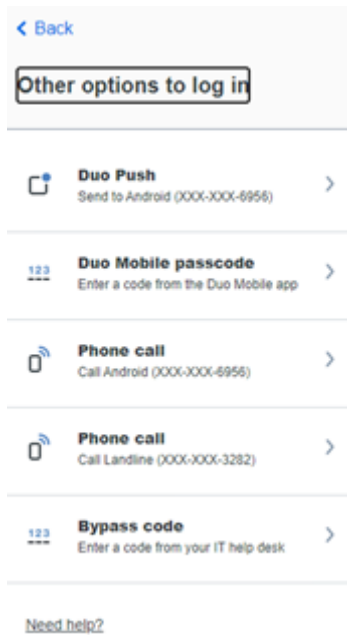 Back
Other options to log in
Duo Push
Send to Android (XXX-XXX-6956)
123
Duo Mobile passcode
Enter a code from the Duo Mobile app
Phone call
Call Android (XXX-XXX-6956)
Phone call
Call Landline (XXX-XXX-3282)
123
Bypass code
Enter a code from your IT help desk
Need help?